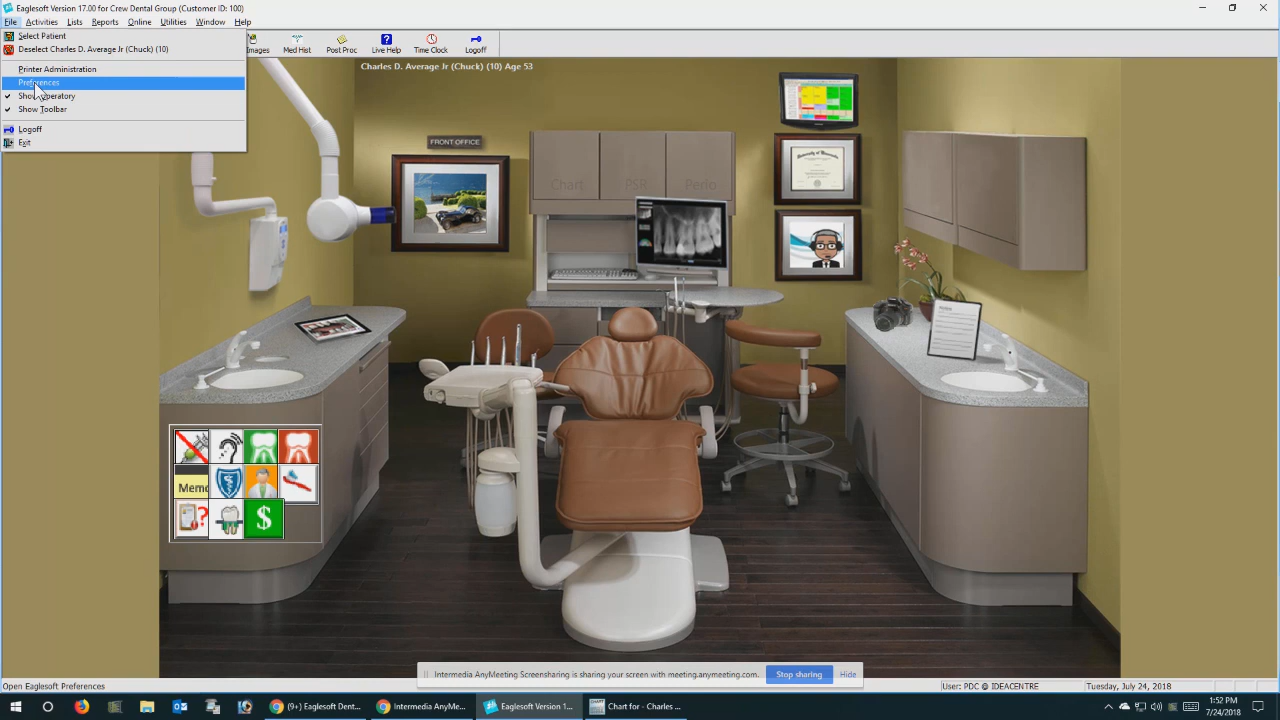 Eaglesoft Version 17.00 for Crew Dental Group (Customer ID: 100)
File Activities Lists Reports Online Utilities Window Help
Select Patient
Deselect Charles D. Average Jr (Chuck) (10)
Printer Administration
Preferences
Show Operatory
Show Toolbar
Logoff
Exit
Images Med Hist Post Proc Live Help Time Clock Logoff
Charles D. Average Jr (Chuck) (10) Age 53
FRONT OFFICE
Chart PSR Perio
Memo
Intermedia AnyMeeting Screensharing is sharing your screen with meeting.anymeeting.com. Stop sharing Hide
Open Eaglesoft Preferences
User: PDC @ IDEACENTRE Tuesday, July 24, 2018
(9+) Eaglesoft Dent... Intermedia AnyMe... Eaglesoft Version 1... Chart for - Charles ...
1:52 PM
7/24/2018